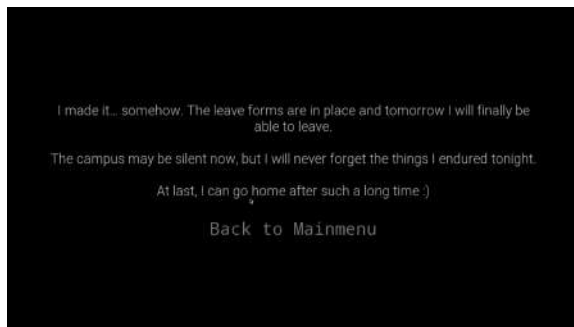 I made it... somehow. The leave forms are in place and tomorrow I will finally be
able to leave.
The campus may be silent now, but I will never forget the things I endured tonight.
At last, I can go home after such a long time :)
Back to Mainmenu